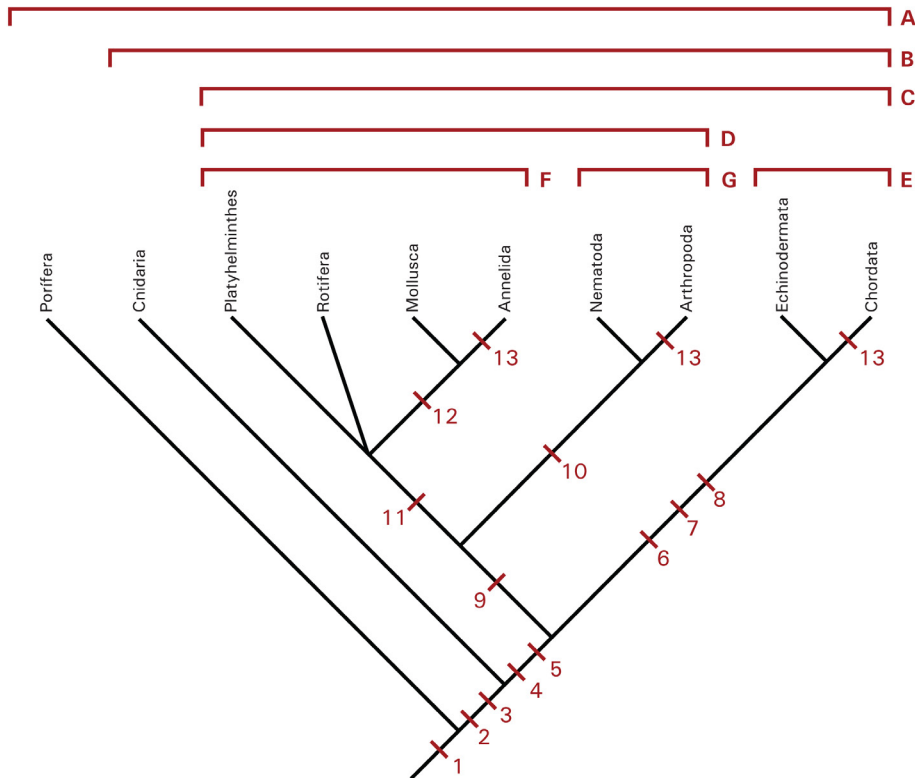 A
B
C
D
F G E
Porífera Cnidaria Platyhelminthes Rotifera Mollusca Annelida Nematoda Arthropoda Echinodermata Chordata
13 13 13
12
10
8
11
7
6
9
5
4
3
2
1